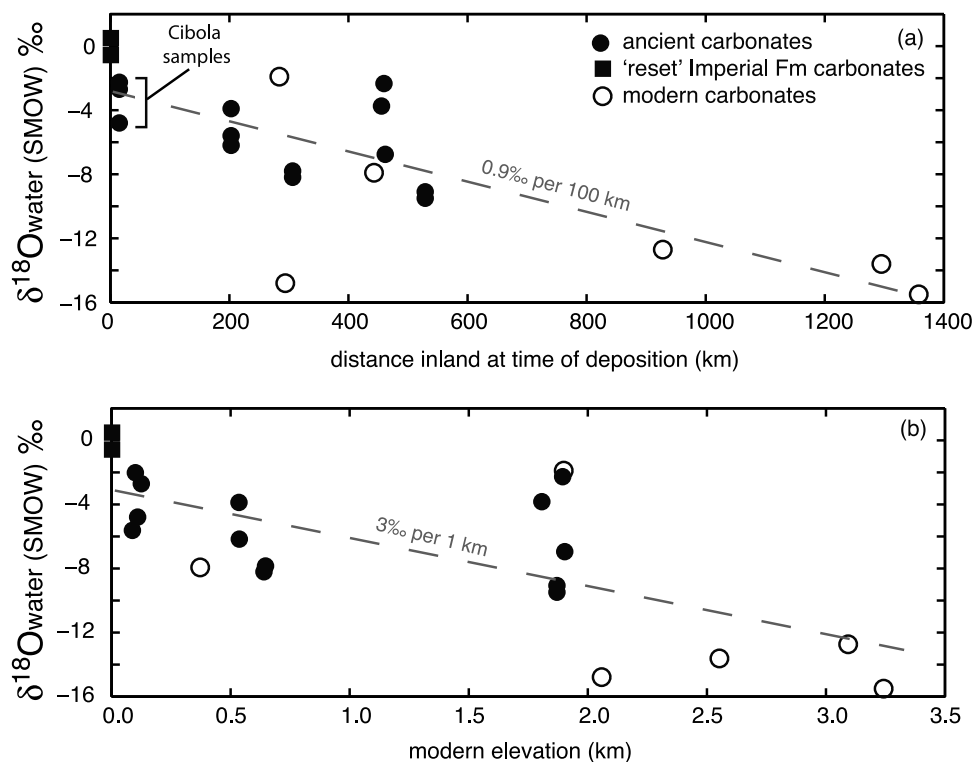 Cibola
samples
(a)
ancient carbonates
'reset' Imperial Fm carbonates
modern carbonates
δ18Owater (SMOW) ‰
0
−4
−8
−12
−16
0.9‰ per 100 km
0 200 400 600 800 1000 1200 1400
distance inland at time of deposition (km)
(b)
δ18Owater (SMOW) ‰
0
−4
−8
−12
−16
3‰ per 1 km
0.0 0.5 1.0 1.5 2.0 2.5 3.0 3.5
modern elevation (km)